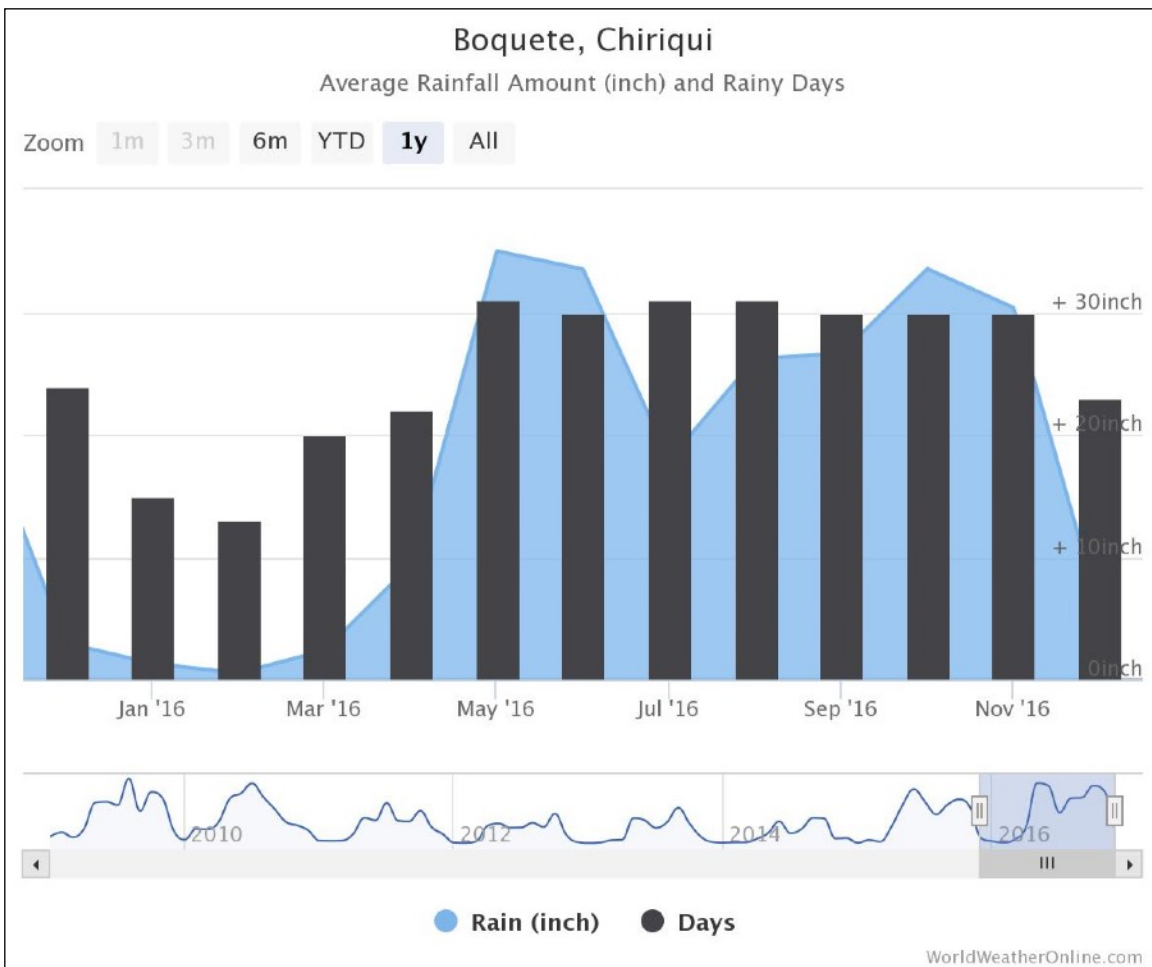 Boquete, Chiriqui
Average Rainfall Amount (inch) and Rainy Days
Zoom 1m 3m 6m YTD 1y All
+ 30inch
+ 20inch
+ 10inch
0inch
Jan '16 Mar '16 May '16 Jul '16 Sep '16 Nov '16
2010 2012 2014 2016
Rain (inch) Days
WorldWeatherOnline.com